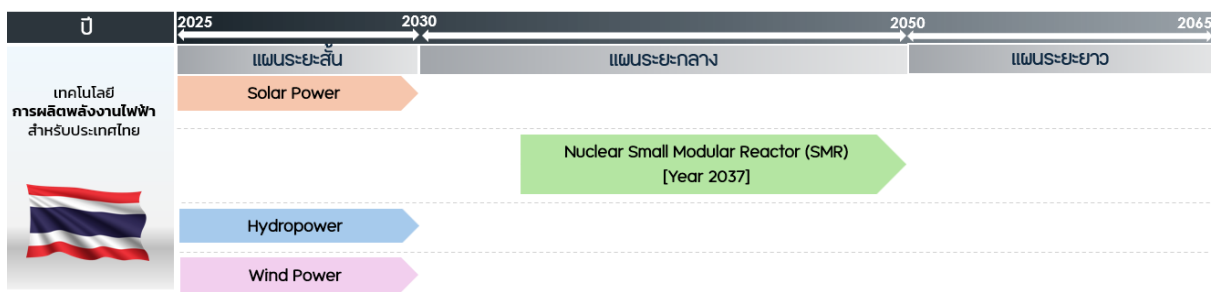 ปี
2025
2030
2050
2065
แผนระยะสั้น
แผนระยะกลาง
แผนระยะยาว
เทคโนโลยี
การผลิตพลังงานไฟฟ้า
สำหรับประเทศไทย
Solar Power
Nuclear Small Modular Reactor (SMR)
[Year 2037]
Hydropower
Wind Power